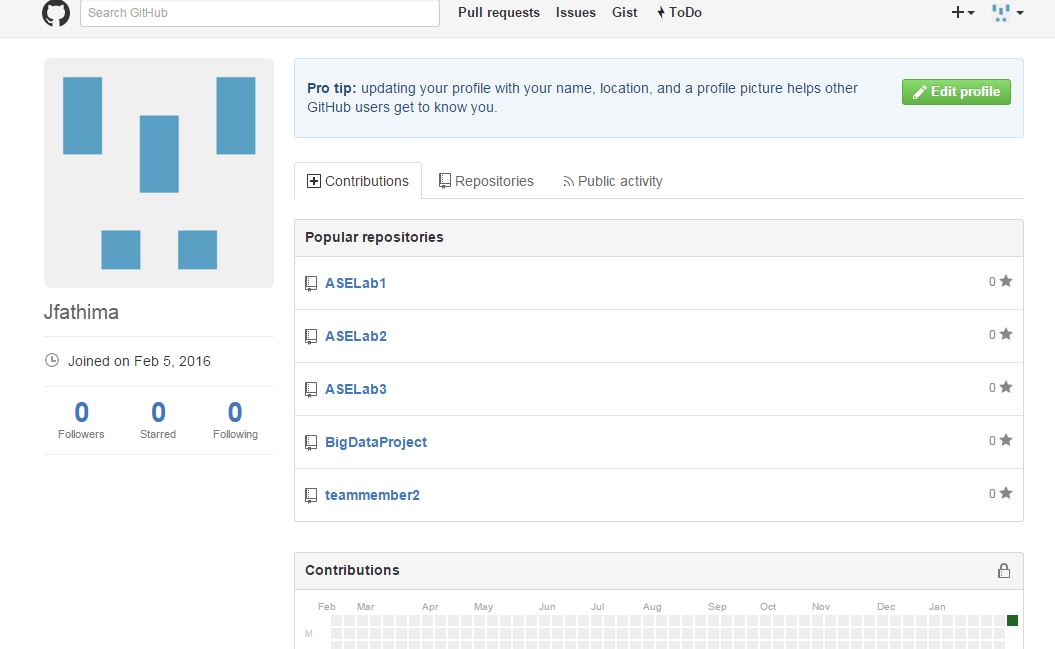 Search GitHub
Pull requests Issues Gist ToDo
Pro tip: updating your profile with your name, location, and a profile picture helps other
GitHub users get to know you.
Edit profile
Contributions Repositories Public activity
Jfathima
Joined on Feb 5, 2016
0 0 0
Followers Starred Following
Popular repositories
ASELab1 0
ASELab2 0
ASELab3 0
BigDataProject 0
teammember2 0
Contributions
Feb Mar Apr May Jun Jul Aug Sep Oct Nov Dec Jan
M